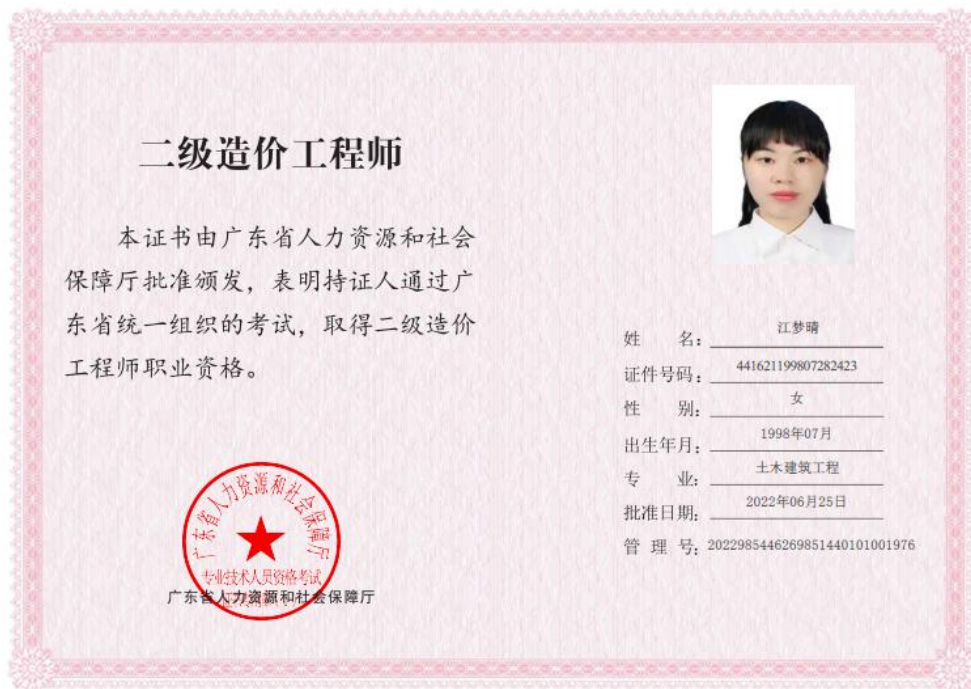 二级造价工程师
本证书由广东省人力资源和社会
保障厅批准颁发，表明持证人通过广
东省统一组织的考试，取得二级造价
工程师职业资格。
广东省人力资源和社会保障厅
专业技术人员资格考试
广东省人力资源和社会保障厅
姓 名：江梦晴
证件号码：441621199807282423
性 别：女
出生年月：1998年07月
专 业：土木建筑工程
批准日期：2022年06月25日
管 理 号：20229854462698514401010​01976